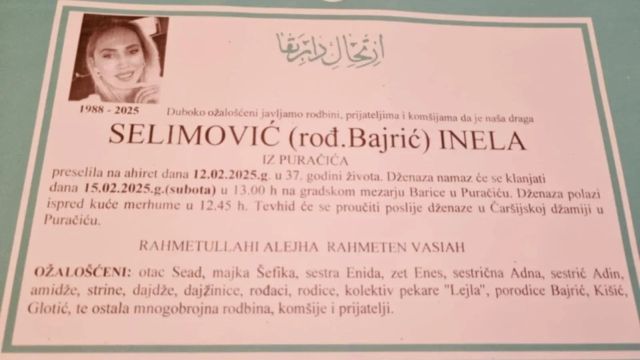 1988 - 2025
Duboko ožalošćeni javljamo rodbini, prijateljima i komšijama da je naša draga
SELIMOVIĆ (rođ.Bajrić) INELA
IZ PURAČIĆA
preselila na ahiret dana 12.02.2025.g. u 37. godini života. Dženaza namaz će se klanjati
dana 15.02.2025.g.(subota) u 13.00 h na gradskom mezarju Barice u Puračiću. Dženaza polazi
ispred kuće merhume u 12.45 h. Tevhid će se proučiti poslije dženaze u Čaršijskoj džamiji u
Puračiću.
RAHMETULLAHI ALEJHA RAHMETEN VASIAH
OŽALOŠĆENI: otac Sead, majka Šefika, sestra Enida, zet Enes, sestrična Adna, sestrić Adin,
amidže, strine, dajdže, dajžinice, rođaci, rodice, kolektiv pekare "Lejla", porodice Bajrić, Kišić,
Glotić, te ostala mnogobrojna rodbina, komšije i prijatelji.